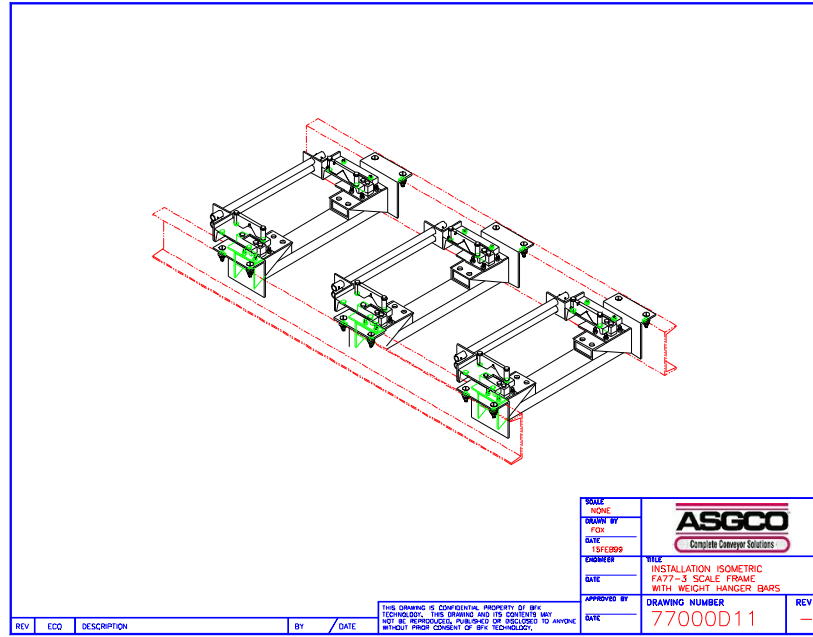 SCALE
NONE
DRAWN BY
FOX
DATE
15FEB99
ENGINEER
DATE
APPROVED BY
DATE
ASGCO
Complete Conveyor Solutions
TITLE
INSTALLATION ISOMETRIC
FA77-3 SCALE FRAME
WITH WEIGHT HANGER BARS
DRAWING NUMBER
77000D11
REV
-
THIS DRAWING IS CONFIDENTIAL PROPERTY OF BFK
TECHNOLOGY. THIS DRAWING AND ITS CONTENTS MAY
NOT BE REPRODUCED, PUBLISHED OR DISCLOSED TO ANYONE
WITHOUT PRIOR CONSENT OF BFK TECHNOLOGY.
REV ECO DESCRIPTION BY / DATE